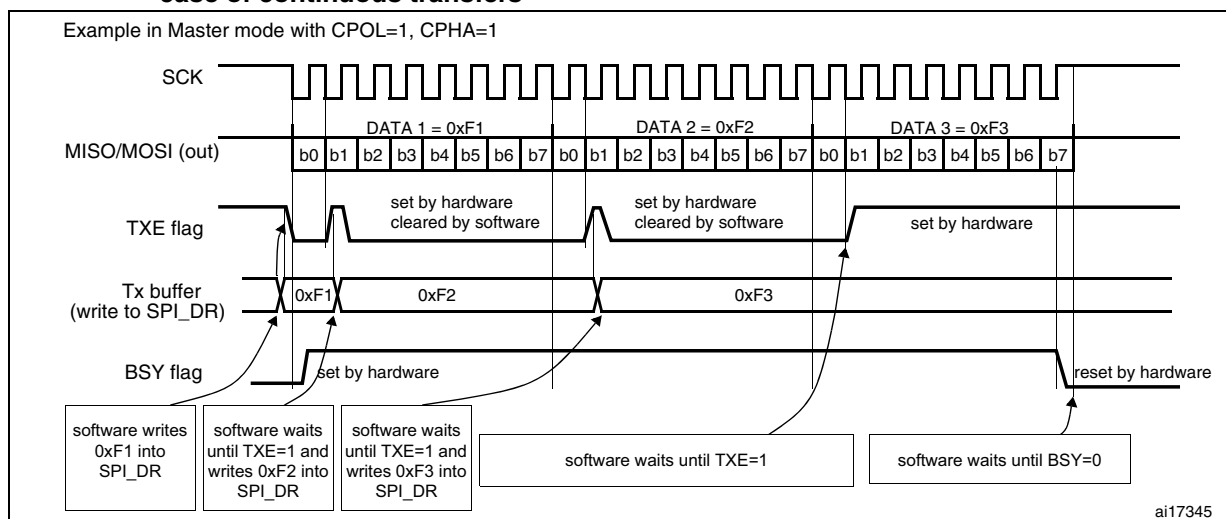 case of continuous transfers
Example in Master mode with CPOL=1, CPHA=1
SCK
DATA 1 = 0xF1 DATA 2 = 0xF2 DATA 3 = 0xF3
MISO/MOSI (out) b0 b1 b2 b3 b4 b5 b6 b7 b0 b1 b2 b3 b4 b5 b6 b7 b0 b1 b2 b3 b4 b5 b6 b7
set by hardware set by hardware
cleared by software cleared by software set by hardware
TXE flag
Tx buffer 0xF1 0xF2 0xF3
(write to SPI_DR)
BSY flag set by hardware reset by hardware
software writes
0xF1 into
SPI_DR
software waits
until TXE=1 and
writes 0xF2 into
SPI_DR
software waits
until TXE=1 and
writes 0xF3 into
SPI_DR
software waits until TXE=1
software waits until BSY=0
ai17345